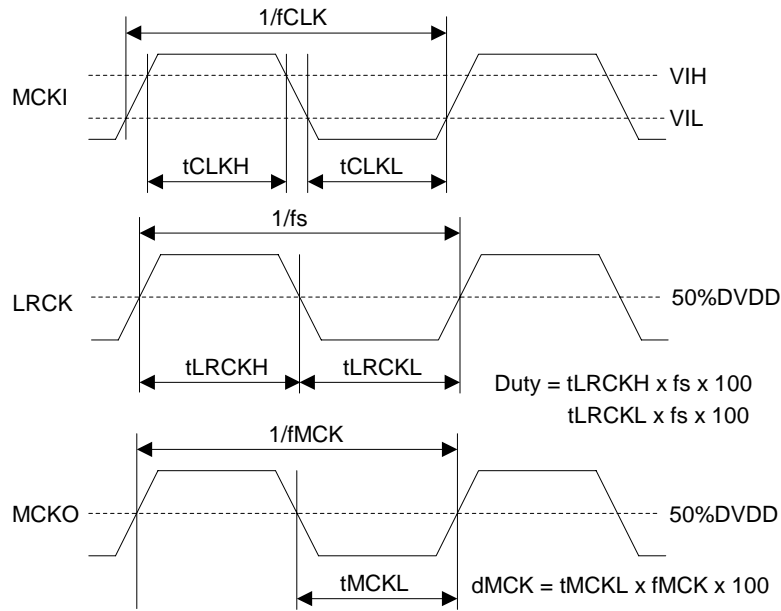 1/fCLK
MCKI
VIH
VIL
tCLKH
tCLKL
1/fs
LRCK
50%DVDD
tLRCKH
tLRCKL
Duty = tLRCKH x fs x 100
tLRCKL x fs x 100
1/fMCK
MCKO
50%DVDD
tMCKL
dMCK = tMCKL x fMCK x 100